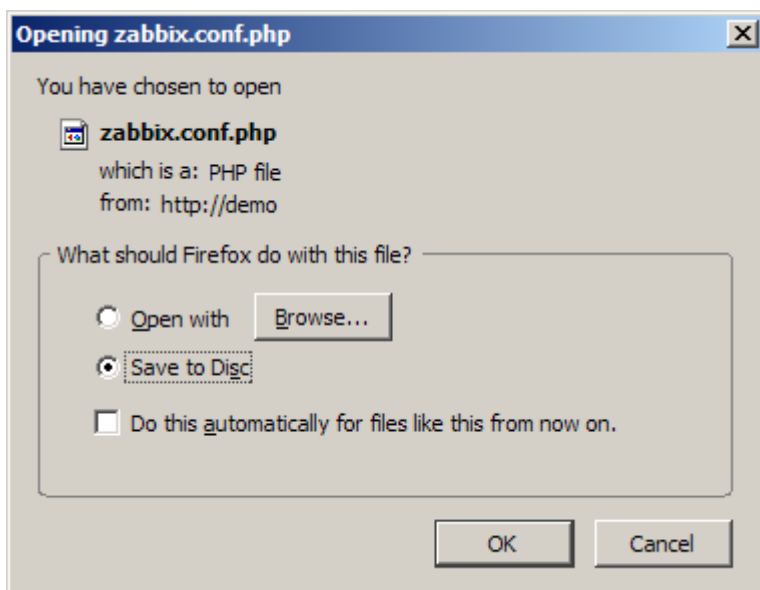 Opening zabbix.conf.php
You have chosen to open
zabbix.conf.php
which is a: PHP file
from: http://demo
What should Firefox do with this file?
Open with
Browse...
Save to Disc
Do this automatically for files like this from now on.
OK
Cancel